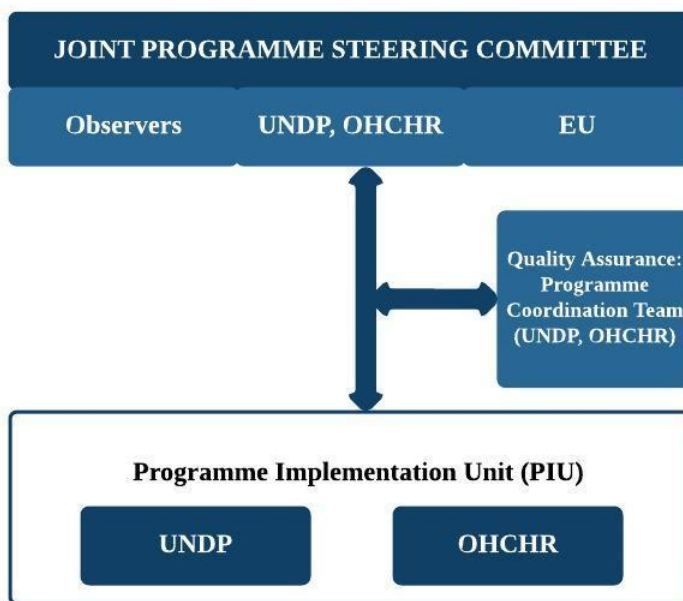 JOINT PROGRAMME STEERING COMMITTEE
Observers
UNDP, OHCHR
EU
Quality Assurance:
Programme
Coordination Team
(UNDP, OHCHR)
Programme Implementation Unit (PIU)
UNDP
OHCHR